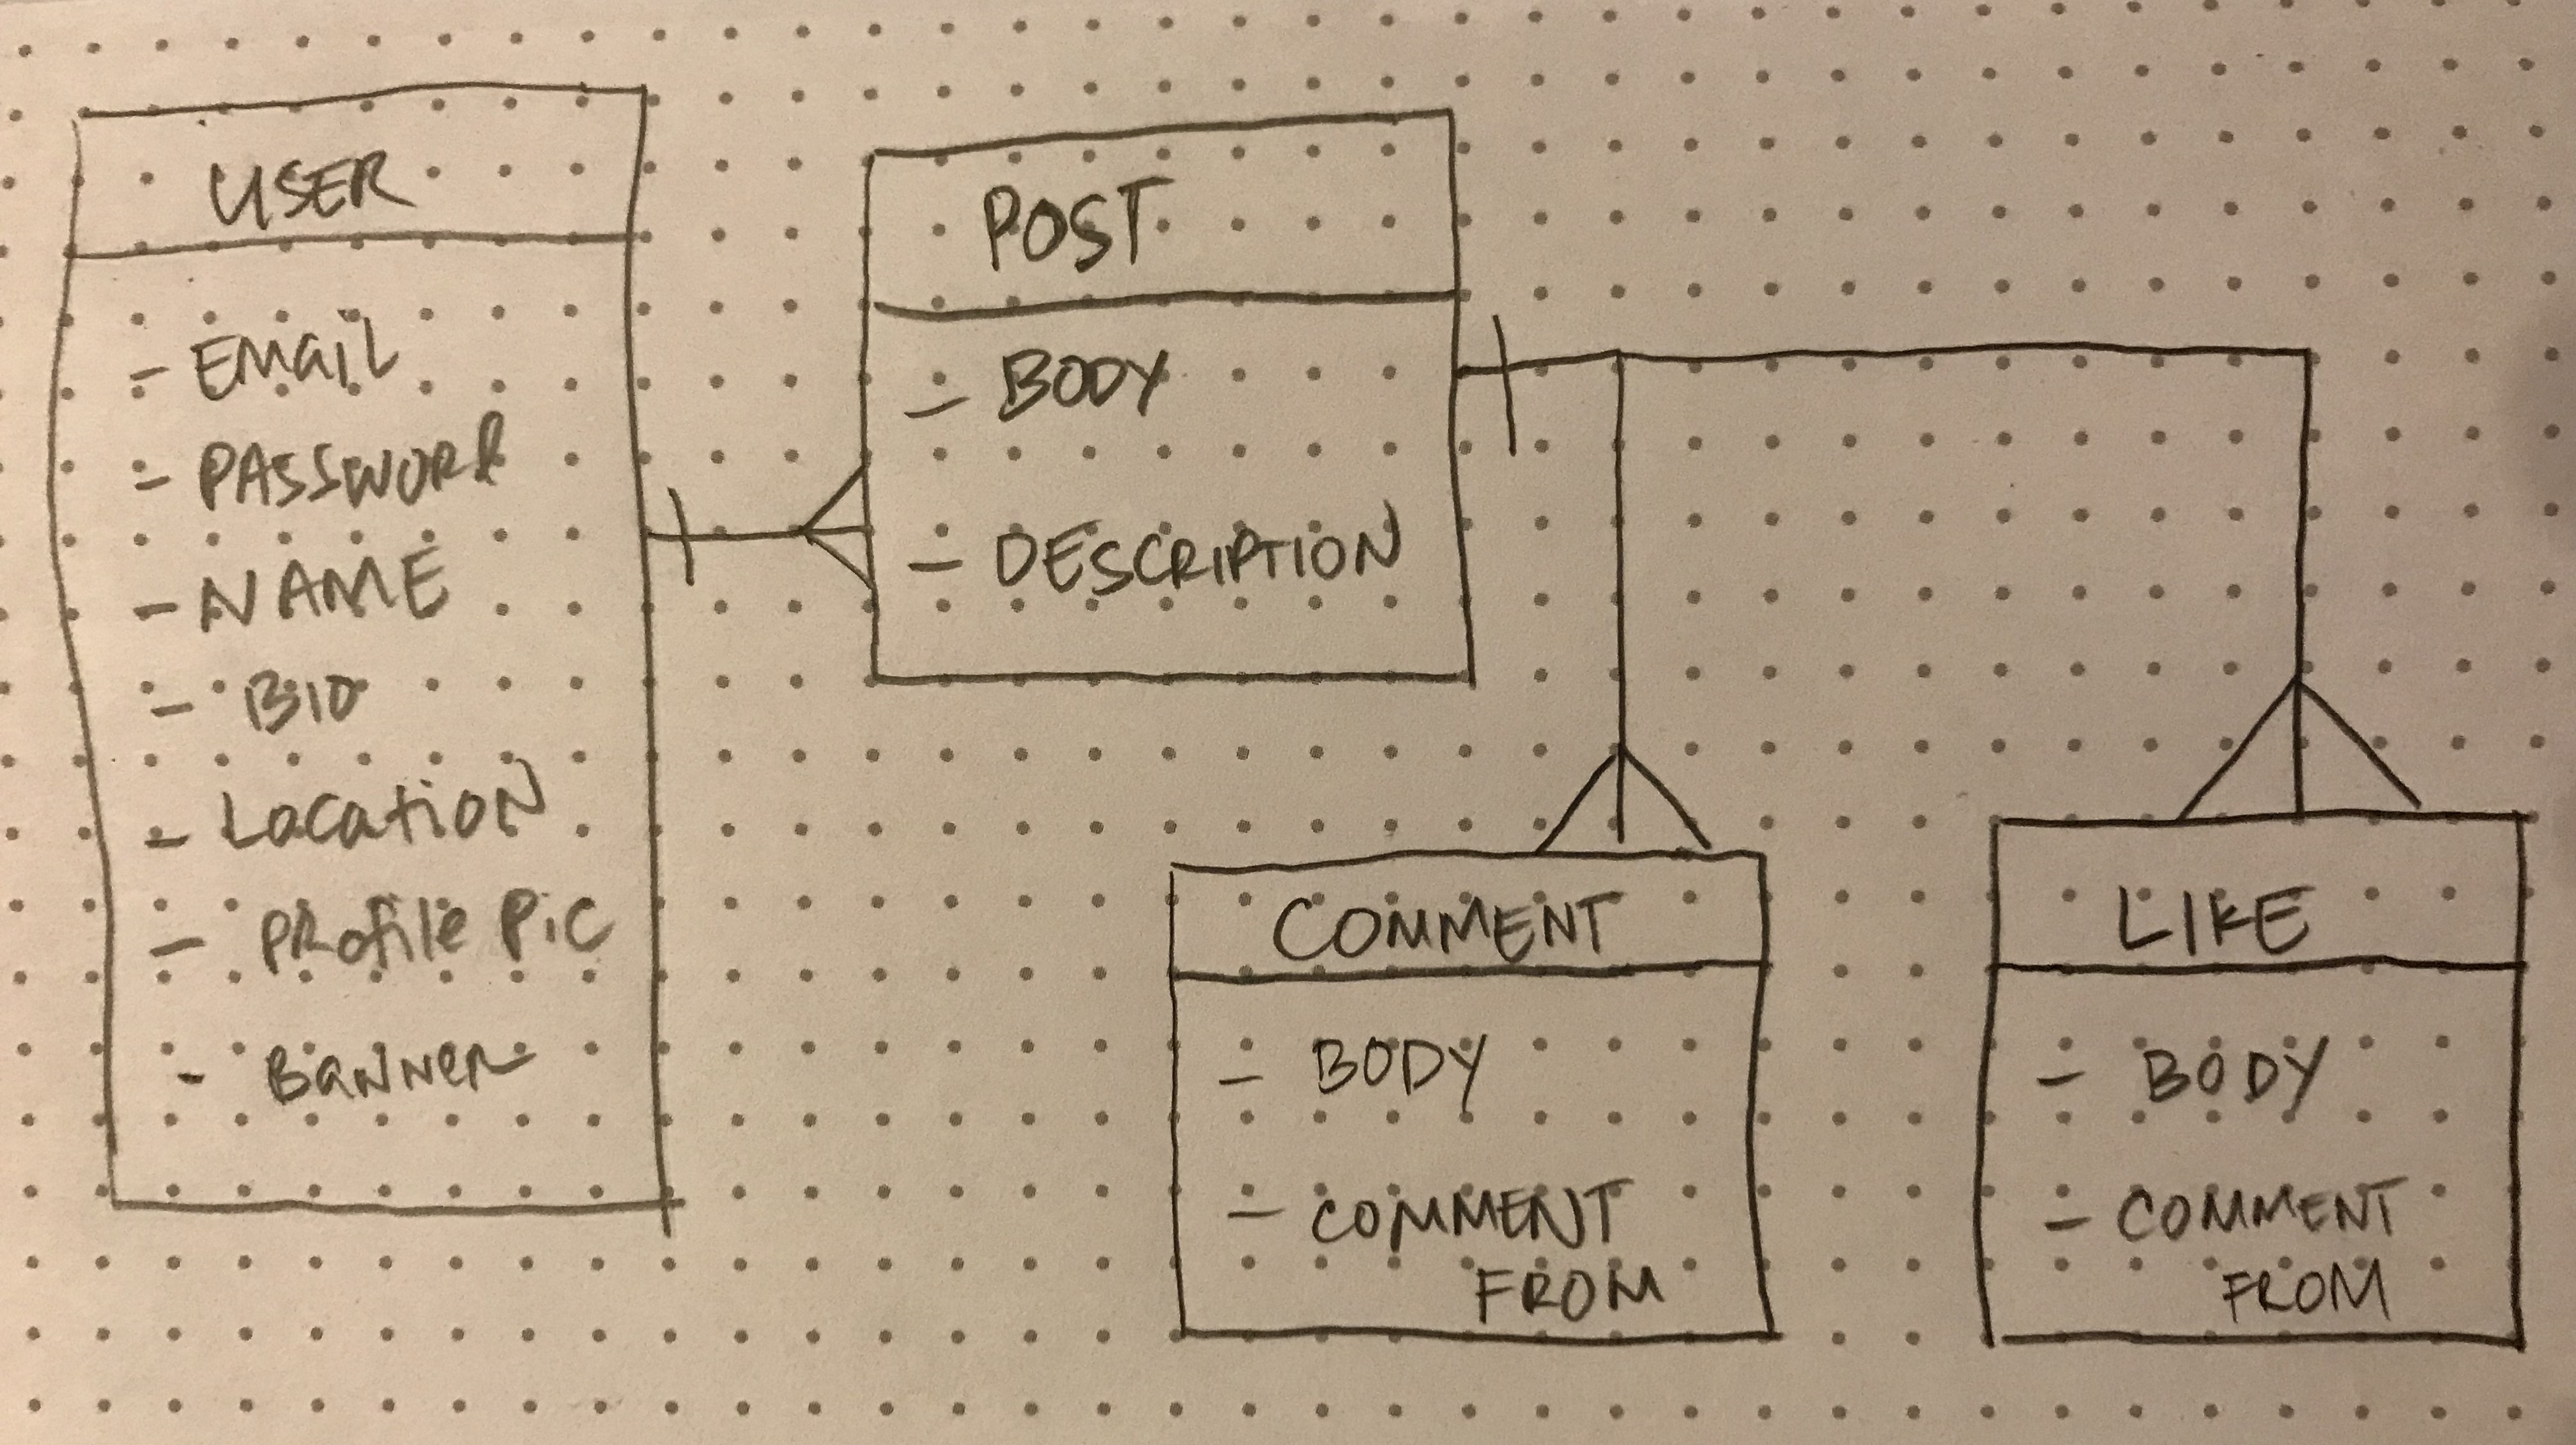 USER
- EMAIL
- PASSWORD
- NAME
- BIO
- LOCATION
- PROFILE PIC
- BANNER
POST
- BODY
- DESCRIPTION
COMMENT
- BODY
- COMMENT
FROM
LIKE
- BODY
- COMMENT
FROM